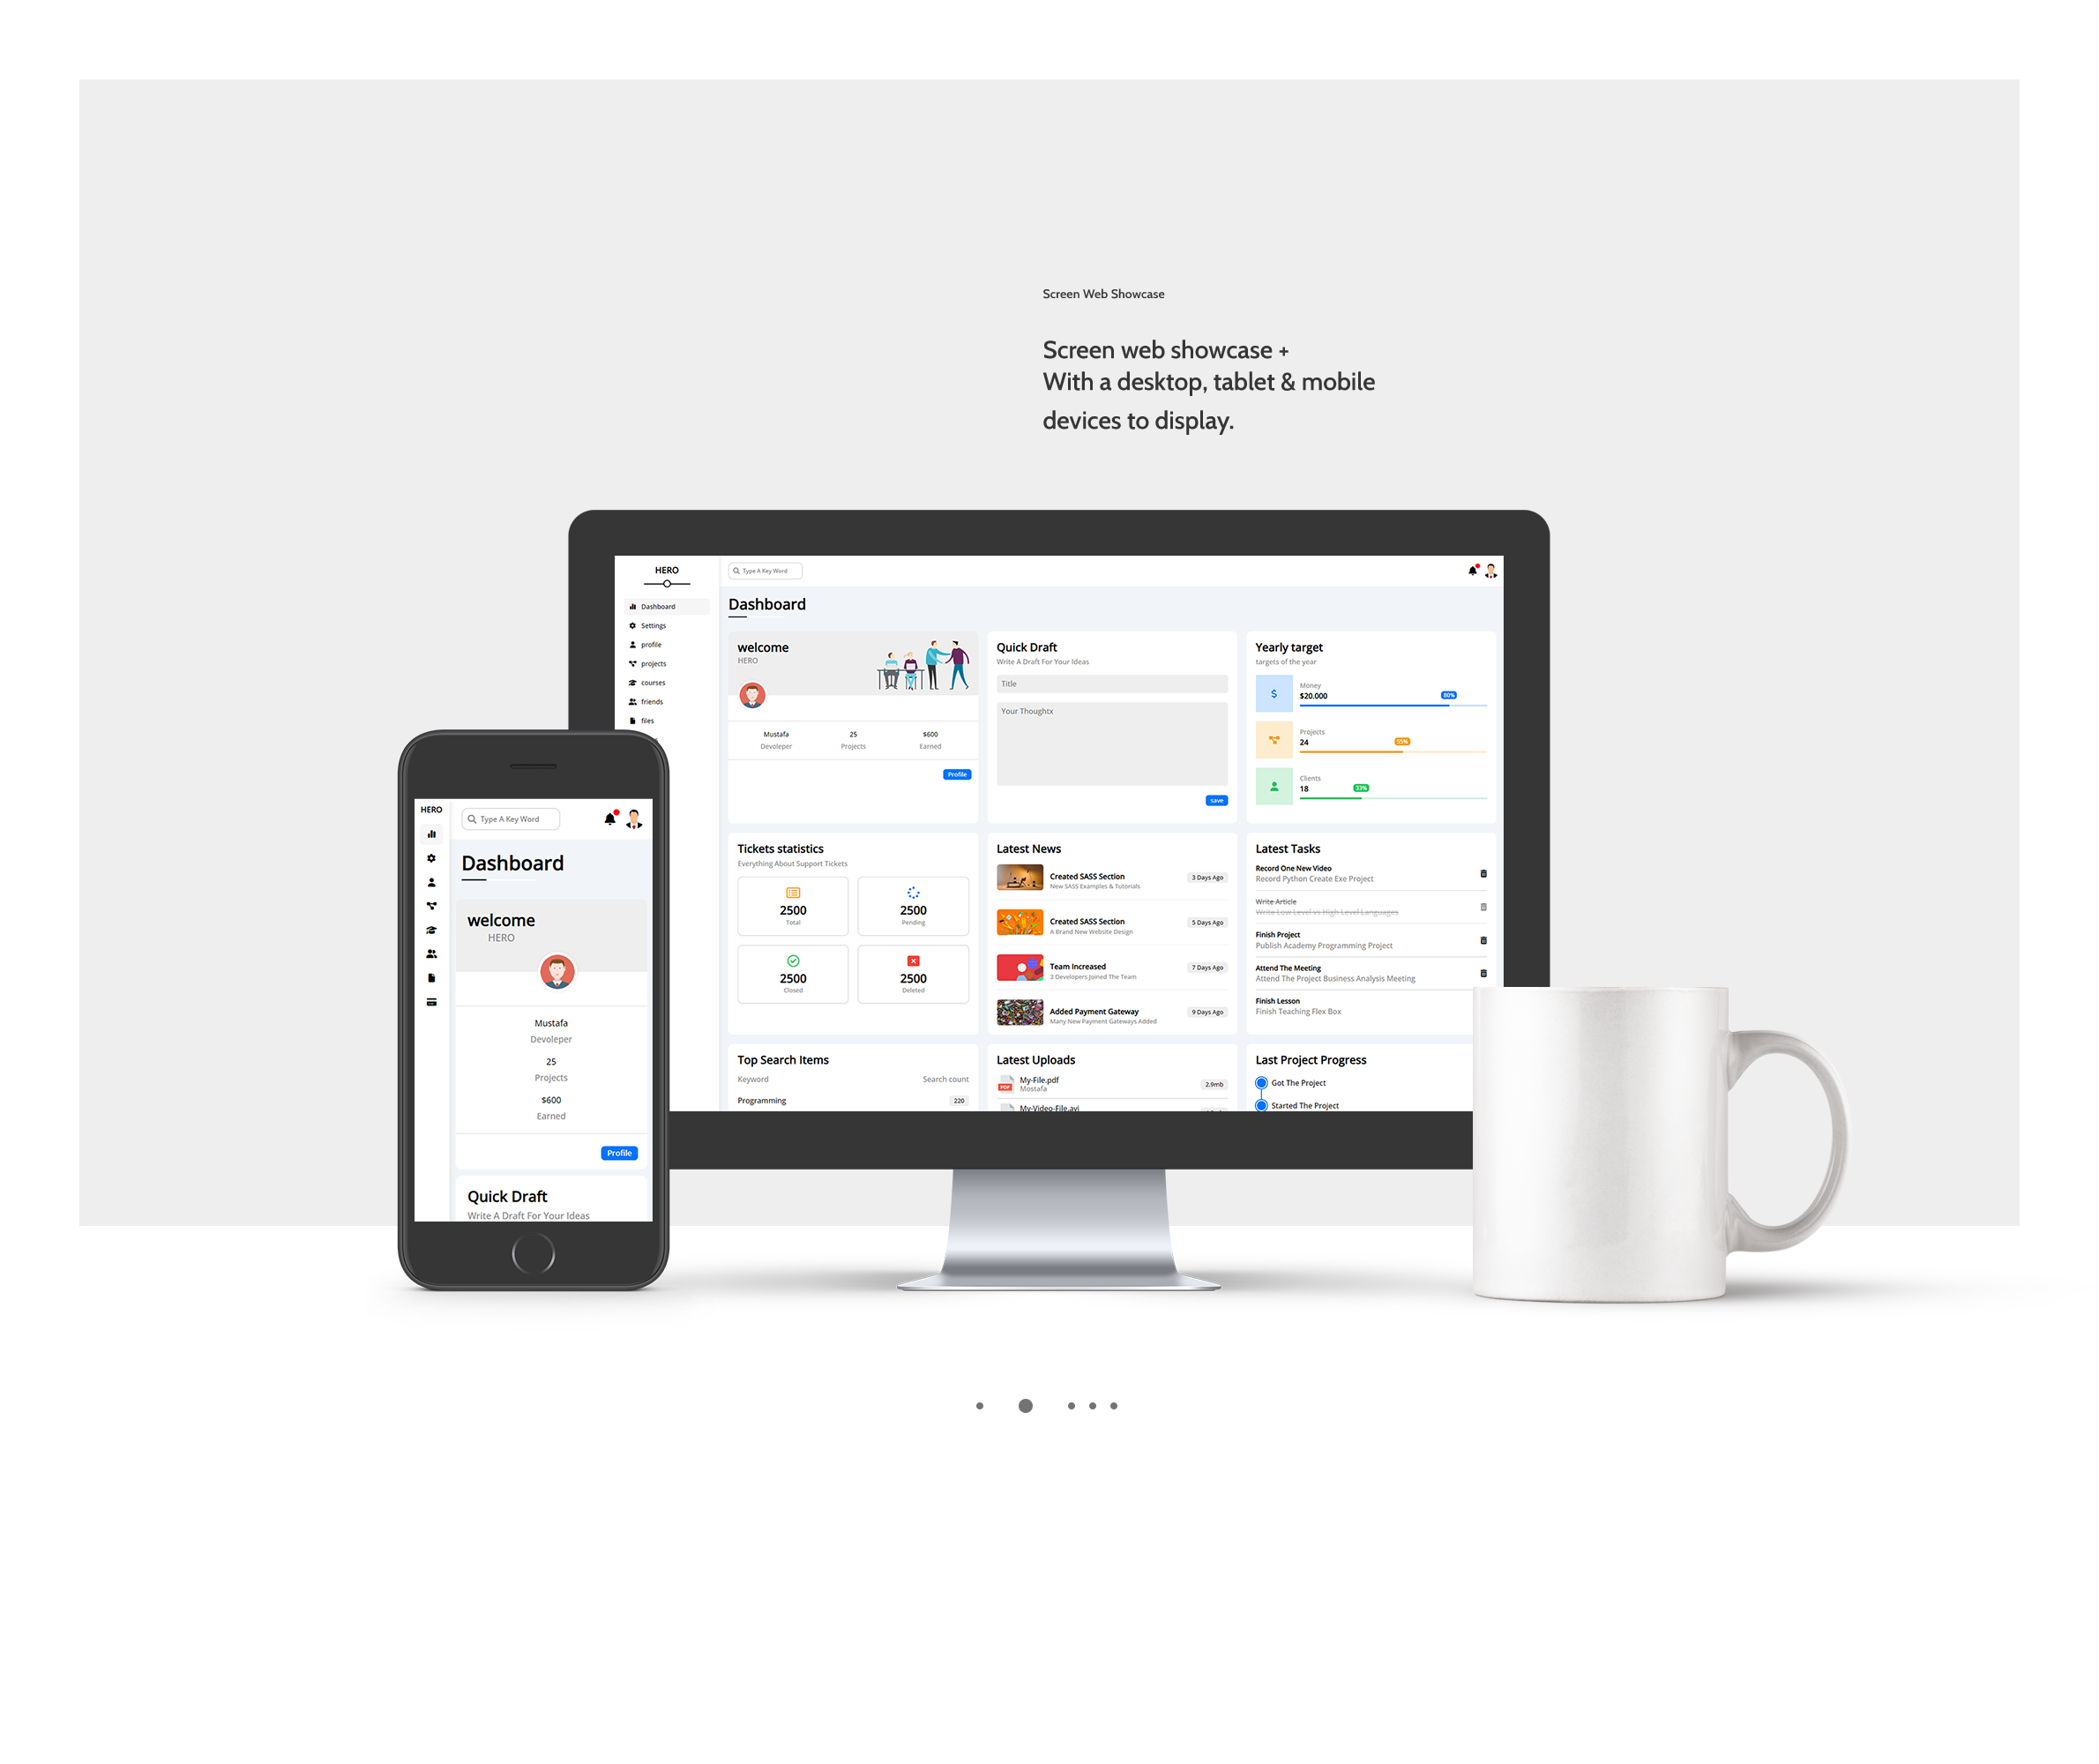 Screen Web Showcase
Screen web showcase +
With a desktop, tablet & mobile
devices to display.
HERO
Type A Key Word
Dashboard
Settings
profile
projects
courses
friends
files
Dashboard
welcome
HERO
Mustafa
Devoleper
25
Projects
$600
Earned
Profile
Quick Draft
Write A Draft For Your Ideas
Title
Your Thoughtx
save
Yearly target
targets of the year
Money
$20.000
80%
Projects
24
55%
Clients
18
33%
Tickets statistics
Everything About Support Tickets
2500
Total
2500
Pending
2500
Closed
2500
Deleted
Latest News
Created SASS Section
New SASS Examples & Tutorials
3 Days Ago
Created SASS Section
A Brand New Website Design
5 Days Ago
Team Increased
3 Developers Joined The Team
7 Days Ago
Added Payment Gateway
Many New Payment Gateways Added
9 Days Ago
Latest Tasks
Record One New Video
Record Python Create Exe Project
Write Article
Write Low Level vs High Level Languages
Finish Project
Publish Academy Programming Project
Attend The Meeting
Attend The Project Business Analysis Meeting
Finish Lesson
Finish Teaching Flex Box
Top Search Items
Keyword
Search count
Programming
220
Latest Uploads
PDF
My-File.pdf
Mostafa
2.9mb
My-Video-File.avi
Last Project Progress
Got The Project
Started The Project
HERO
Type A Key Word
Dashboard
welcome
HERO
Mustafa
Devoleper
25
Projects
$600
Earned
Profile
Quick Draft
Write A Draft For Your Ideas